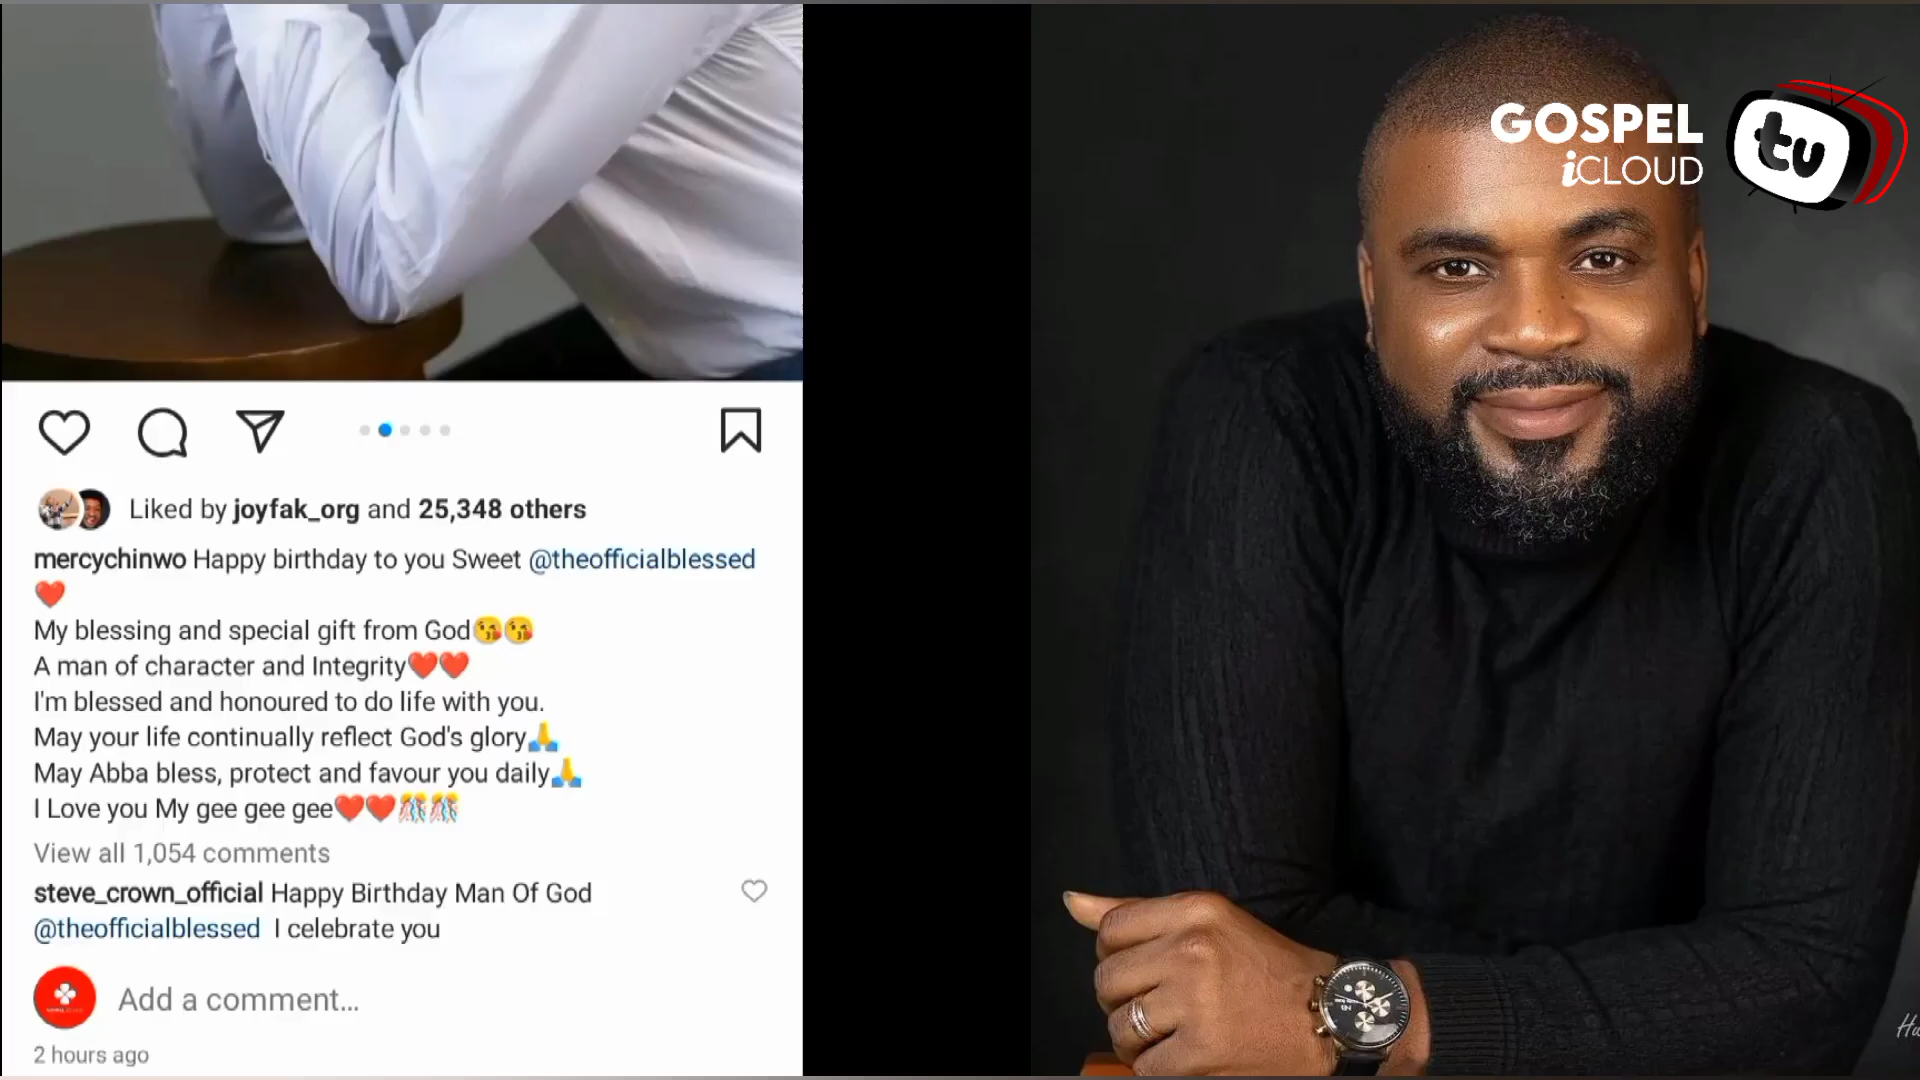 Liked by joyfak_org and 25,348 others
mercychinwo Happy birthday to you Sweet @theofficialblessed
❤️
My blessing and special gift from God😘😘
A man of character and Integrity❤️❤️
I'm blessed and honoured to do life with you.
May your life continually reflect God's glory🙏
May Abba bless, protect and favour you daily🙏
I Love you My gee gee gee❤️❤️🎊🎊
View all 1,054 comments
steve_crown_official Happy Birthday Man Of God
@theofficialblessed I celebrate you
Add a comment...
2 hours ago
GOSPEL
iCLOUD
tv